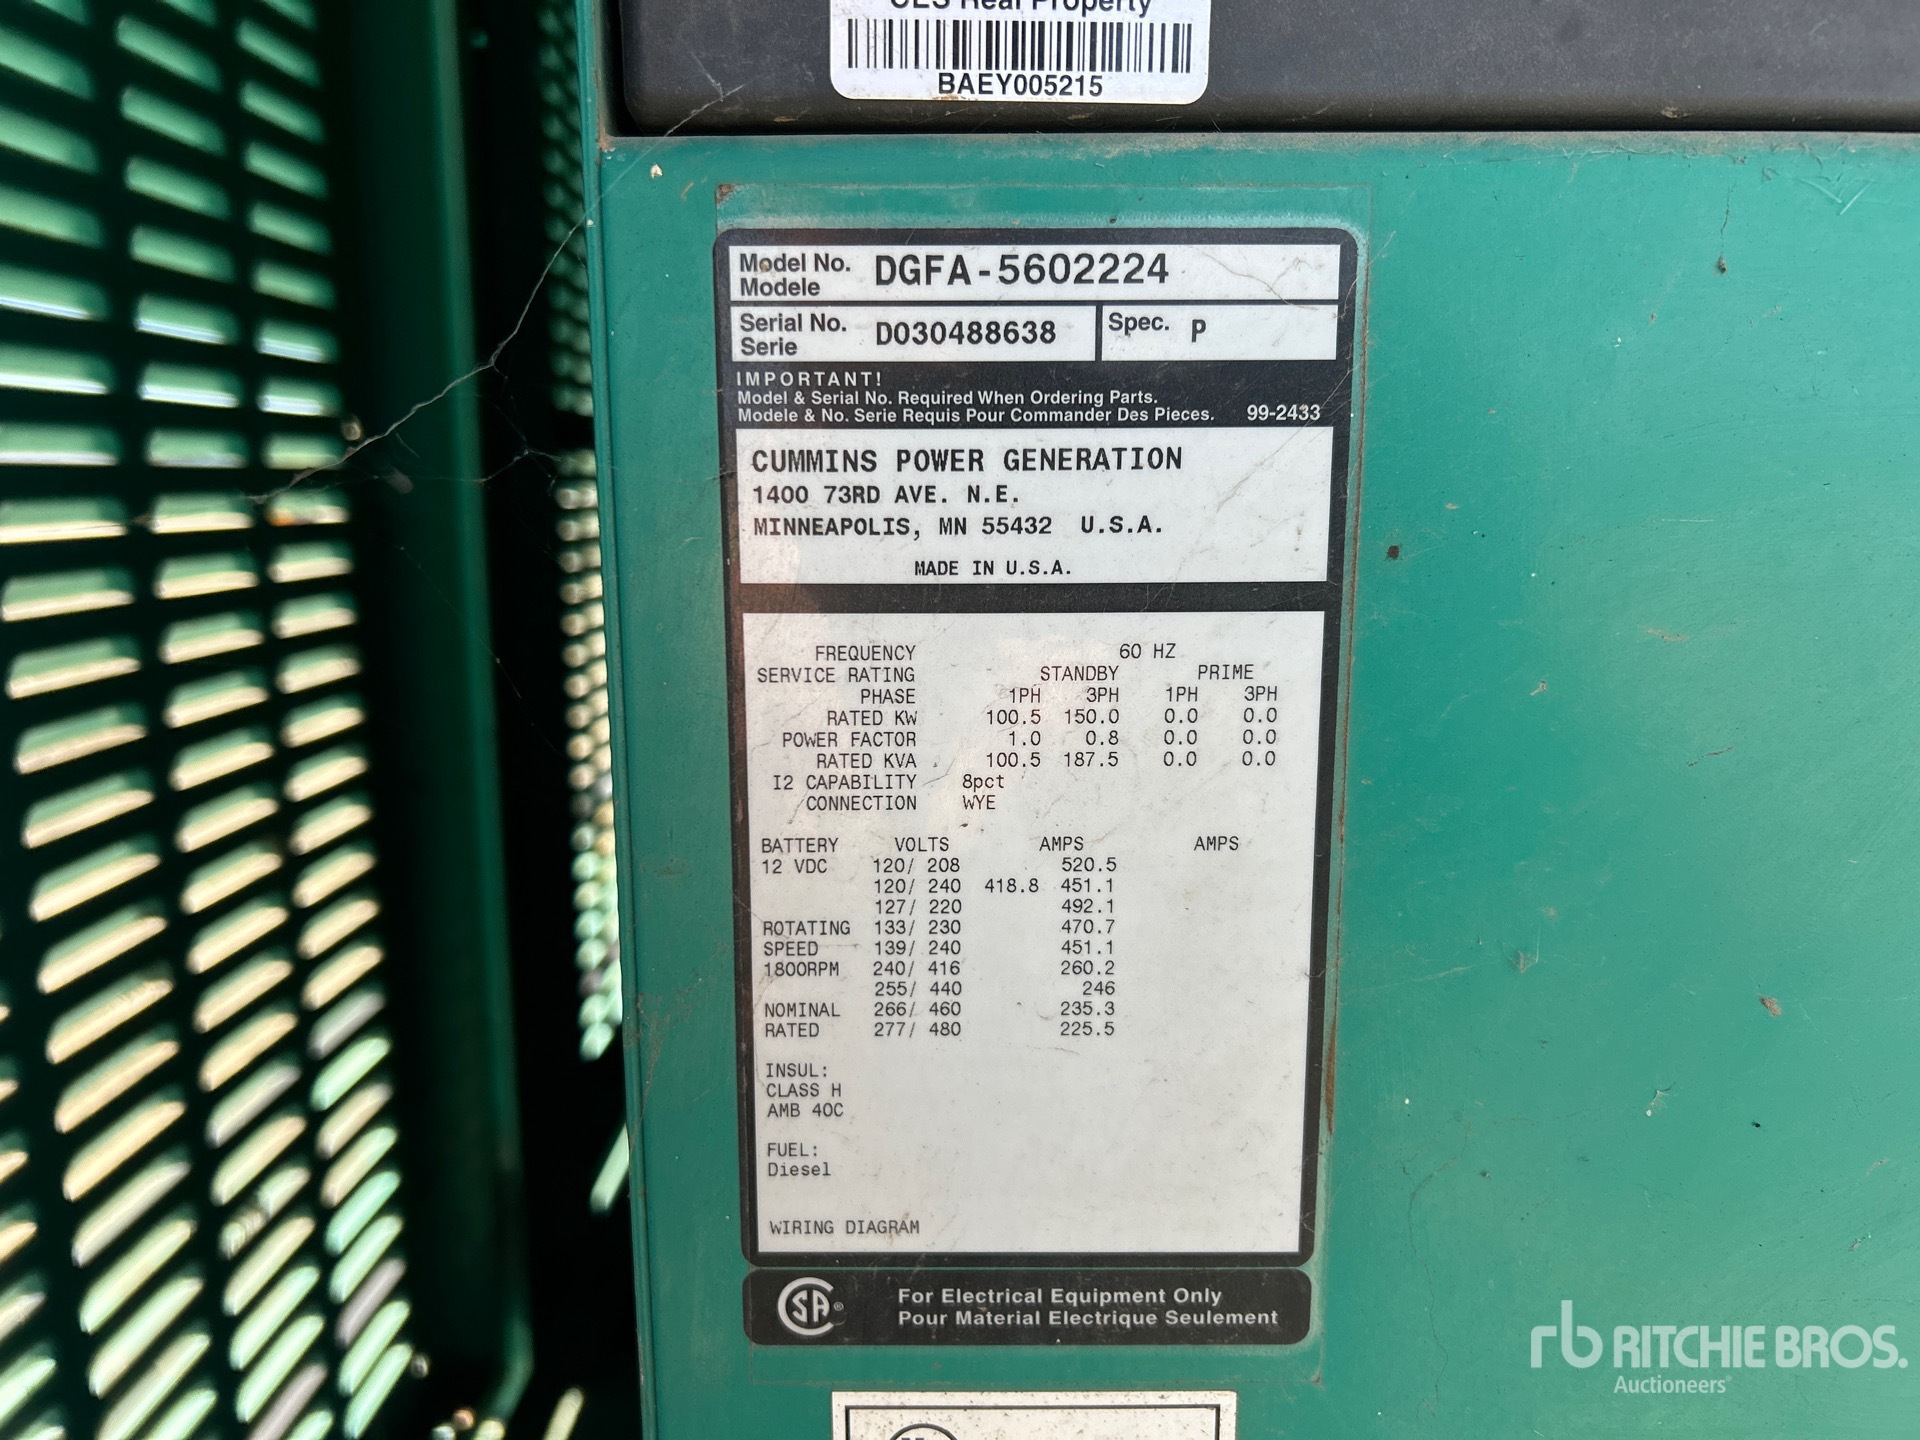 Real Property
BAEY005215
Model No. DGFA-5602224
Modele
Serial No. D030488638 Spec. P
Serie
IMPORTANT!
Model & Serial No. Required When Ordering Parts.
Modele & No. Serie Requis Pour Commander Des Pieces. 99-2433
CUMMINS POWER GENERATION
1400 73RD AVE. N.E.
MINNEAPOLIS, MN 55432 U.S.A.
MADE IN U.S.A.
FREQUENCY 60 HZ
SERVICE RATING STANDBY PRIME
PHASE 1PH 3PH 1PH 3PH
RATED KW 100.5 150.0 0.0 0.0
POWER FACTOR 1.0 0.8 0.0 0.0
RATED KVA 100.5 187.5 0.0 0.0
I2 CAPABILITY 8pct
CONNECTION WYE
BATTERY VOLTS AMPS AMPS
12 VDC 120/ 208 520.5
120/ 240 418.8 451.1
127/ 220 492.1
ROTATING 133/ 230 470.7
SPEED 139/ 240 451.1
1800RPM 240/ 416 260.2
255/ 440 246
NOMINAL 266/ 460 235.3
RATED 277/ 480 225.5
INSUL:
CLASS H
AMB 40C
FUEL:
Diesel
WIRING DIAGRAM
SA ® For Electrical Equipment Only
Pour Material Electrique Seulement
rb RITCHIE BROS.
Auctioneers